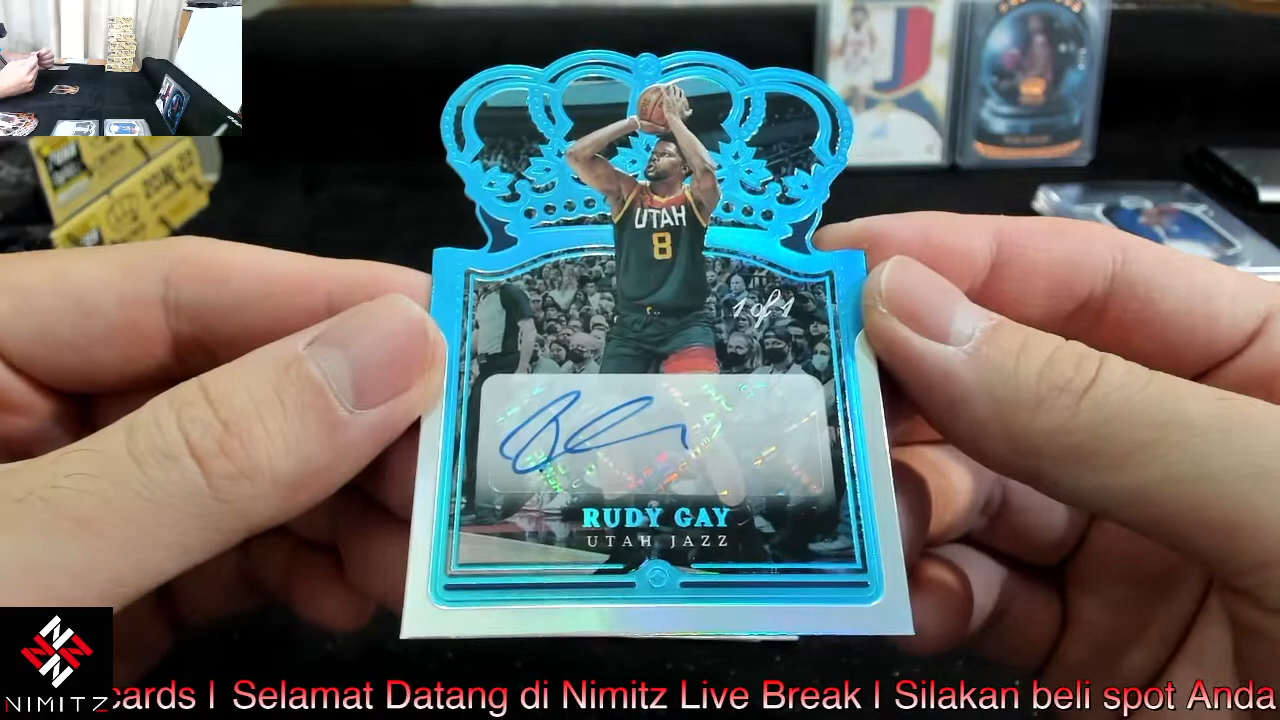 UTAH
8
1 of 1
RUDY GAY
UTAH JAZZ
NIMITZ
cards | Selamat Datang di Nimitz Live Break | Silakan beli spot Anda